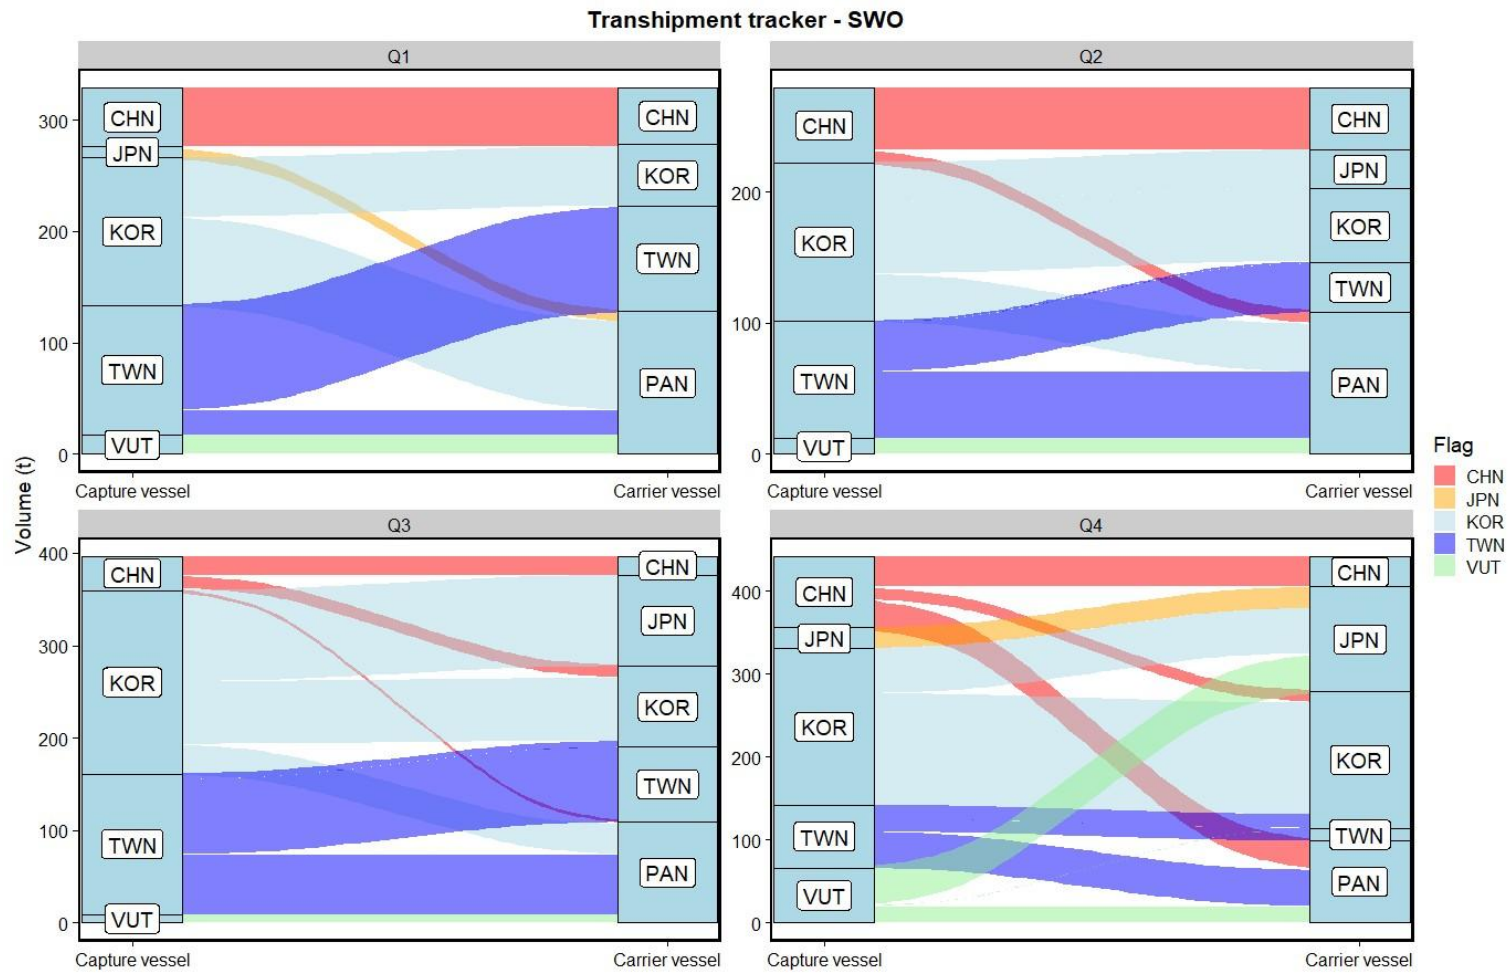 Transhipment tracker - SWO
Volume (t)
Q1
300
200
100
0
CHN
JPN
KOR
TWN
VUT
CHN
KOR
TWN
PAN
Capture vessel
Carrier vessel
Q2
200
100
0
CHN
KOR
TWN
VUT
CHN
JPN
KOR
TWN
PAN
Capture vessel
Carrier vessel
Q3
400
300
200
100
0
CHN
KOR
TWN
VUT
CHN
JPN
KOR
TWN
PAN
Capture vessel
Carrier vessel
Q4
400
300
200
100
0
CHN
JPN
KOR
TWN
VUT
CHN
JPN
KOR
TWN
PAN
Capture vessel
Carrier vessel
Flag
CHN
JPN
KOR
TWN
VUT